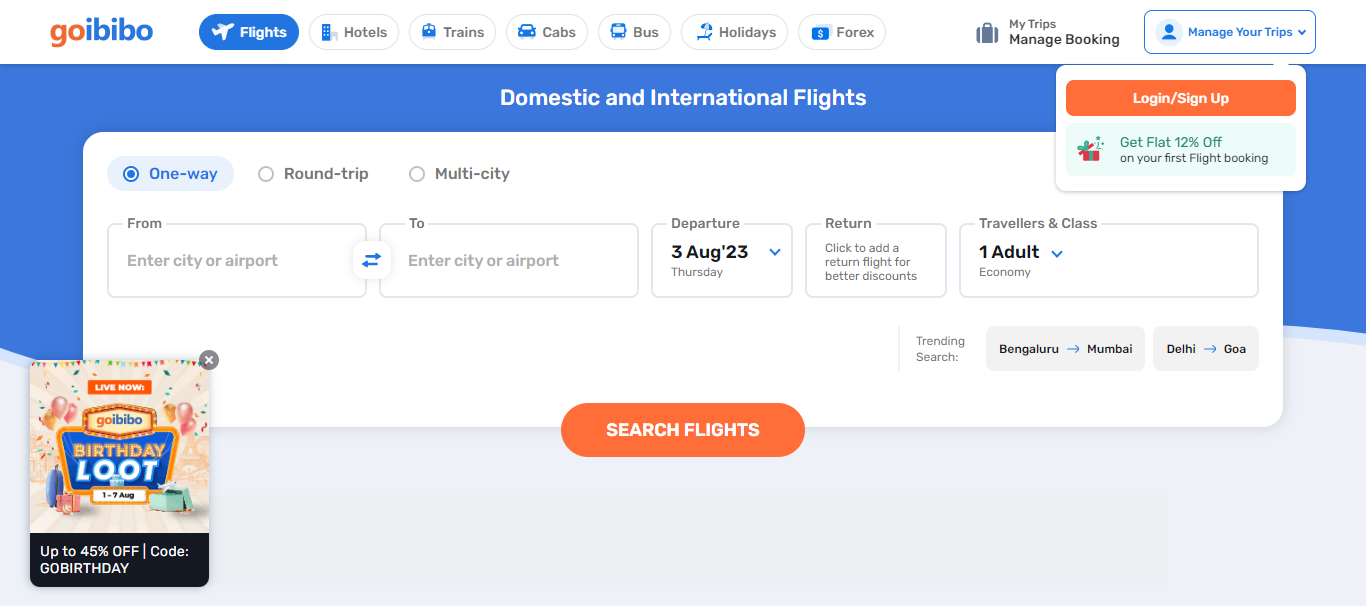 goibibo
Flights
Hotels
Trains
Cabs
Bus
Holidays
$
Forex
My Trips
Manage Booking
Manage Your Trips
Login/Sign Up
Get Flat 12% Off
on your first Flight booking
Domestic and International Flights
One-way
Round-trip
Multi-city
From
Enter city or airport
To
Enter city or airport
Departure
3 Aug'23
Thursday
Return
Click to add a
return flight for
better discounts
Travellers & Class
1 Adult
Economy
Trending
Search:
Bengaluru → Mumbai
Delhi → Goa
SEARCH FLIGHTS
LIVE NOW:
goibibo
BIRTHDAY
LOOT
1 – 7 Aug
Up to 45% OFF | Code:
GOBIRTHDAY